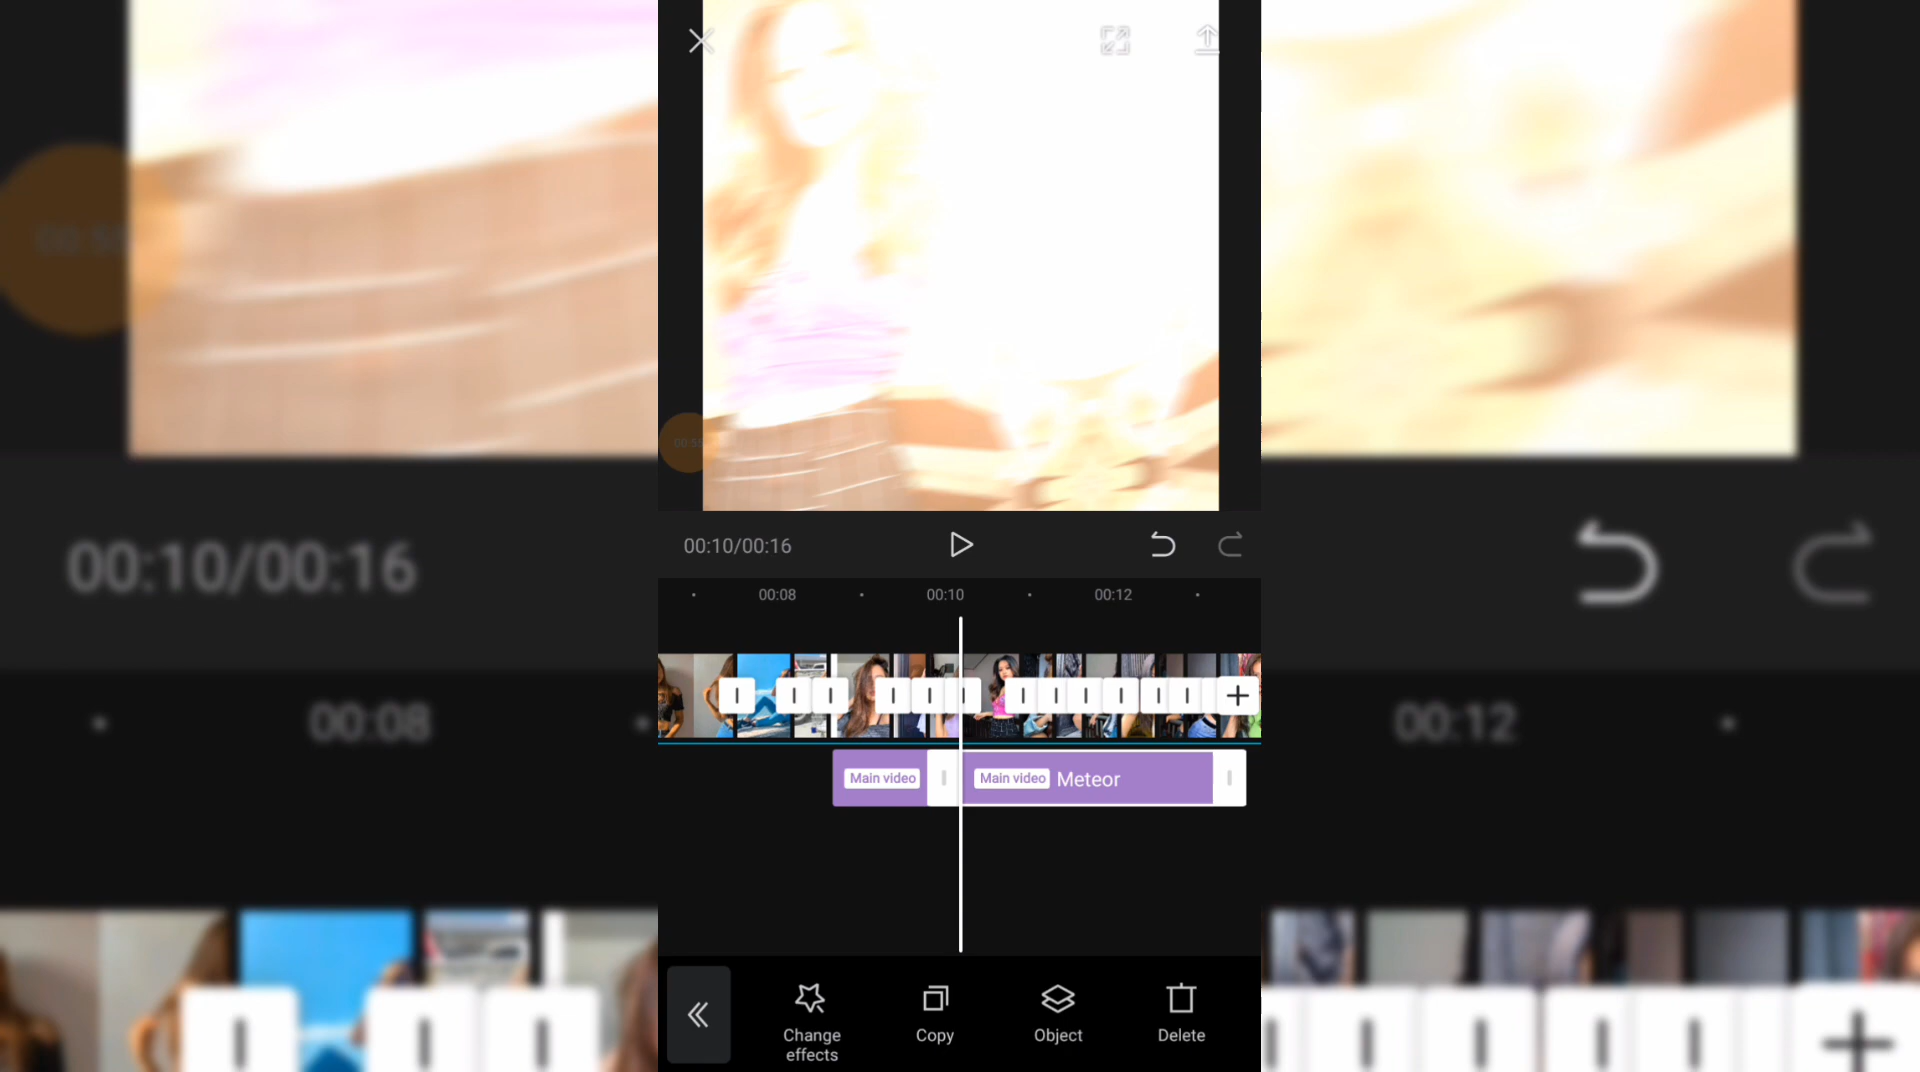 00:10/00:16
00:08
00:10
00:12
Main video
Main video Meteor
Change
effects
Copy
Object
Delete
00:10/00:16
00:08
00:12